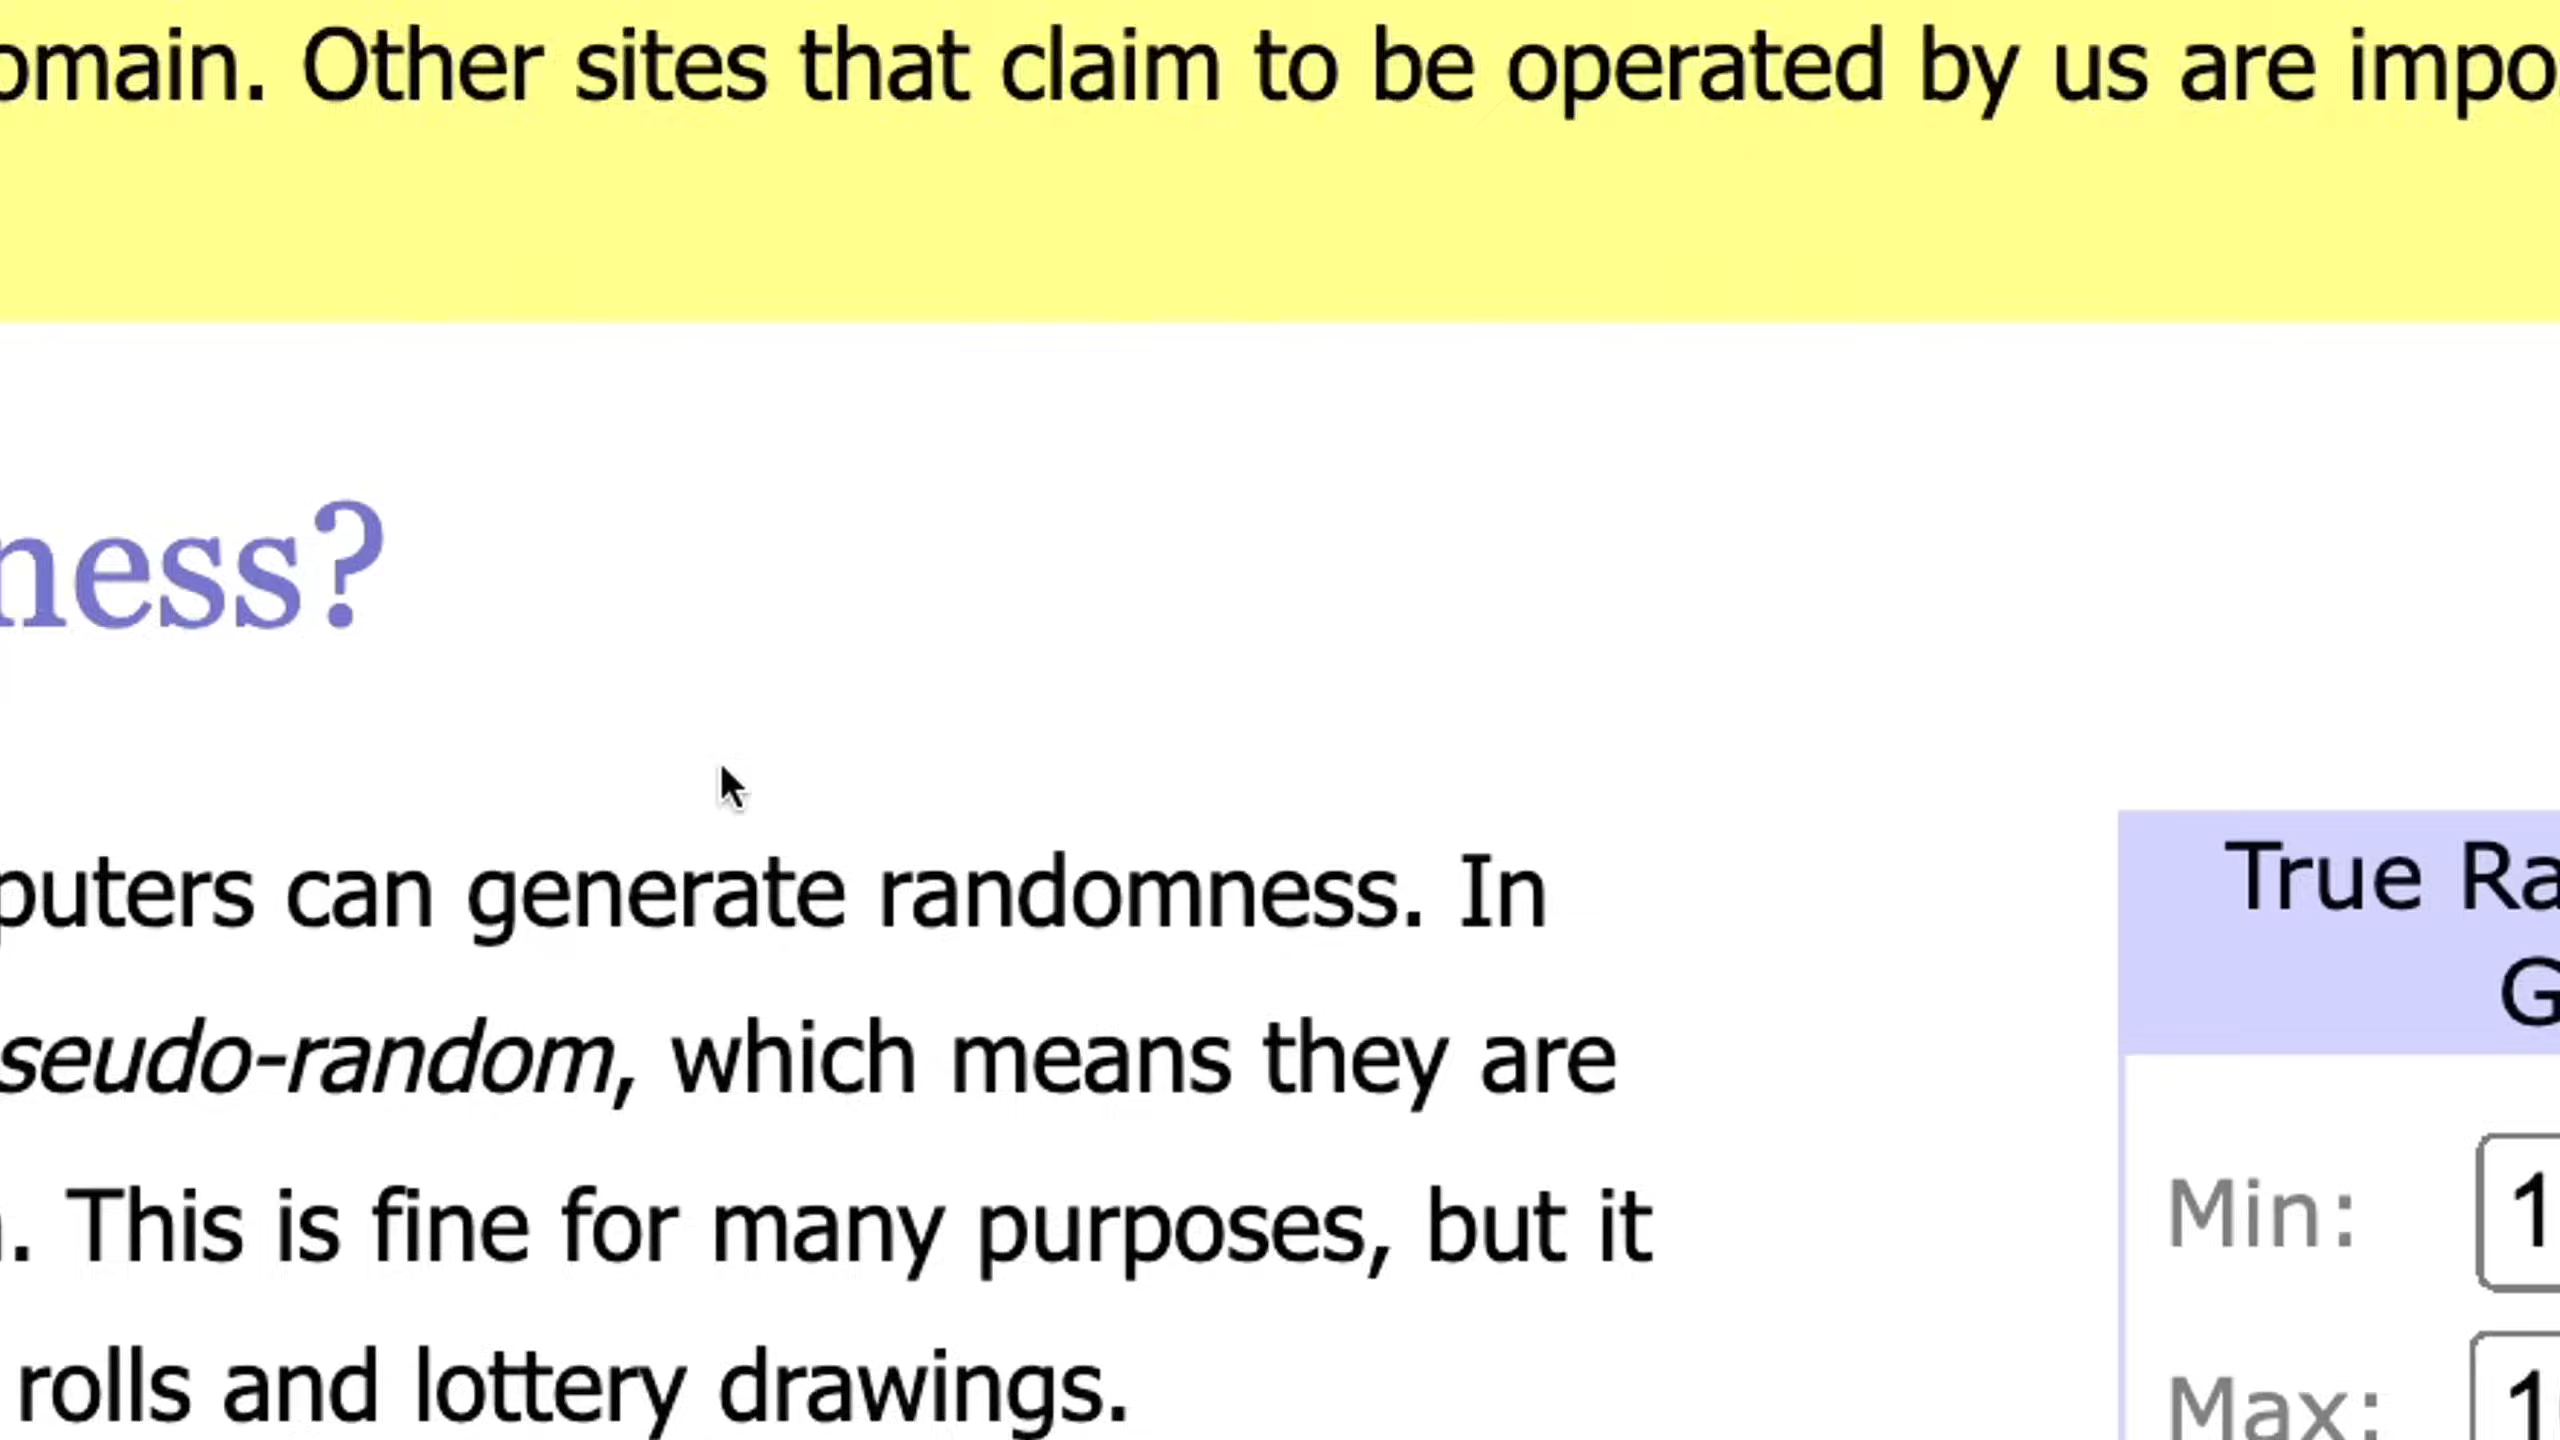 omain. Other sites that claim to be operated by us are impo
ness?
puters can generate randomness. In
seudo-random, which means they are
. This is fine for many purposes, but it
rolls and lottery drawings.
True Ra
G
Min: 1
Max: 1